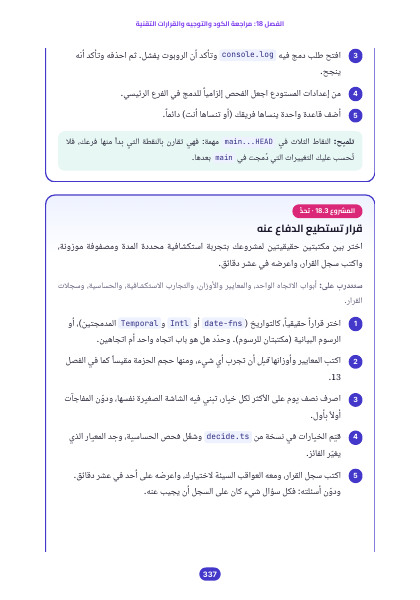 الفصل 18: مراجعة الكود والتوجيه والقرارات التقنية
3 افتح طلب دمج فيه console.log وتأكد أن الروبوت يفشل. ثم احذفه وتأكد أنه
ينجح.
4 من إعدادات المستودع اجعل الفحص إلزامياً للدمج في الفرع الرئيسي.
5 أضف قاعدة واحدة ينساها فريقك (أو تنساها أنت) دائماً.
تلميح: النقاط الثلاث في main...HEAD مهمة: فهي تقارن بالنقطة التي بدأ منها فرعك، فلا
تُحسب عليك التغييرات التي دُمجت في main بعدها.
المشروع 18.3 · تحدٍّ
قرار تستطيع الدفاع عنه
اختر بين مكتبتين حقيقيتين لمشروعك بتجربة استكشافية محددة المدة ومصفوفة موزونة،
واكتب سجل القرار، واعرضه في عشر دقائق.
ستتدرب على: أبواب الاتجاه الواحد، والمعايير والأوزان، والتجارب الاستكشافية، والحساسية، وسجلات
القرار.
1 اختر قراراً حقيقياً، كالتواريخ (date-fns أو Intl و Temporal المدمجتين)، أو
الرسوم البيانية (مكتبتان للرسوم). وحدّد هل هو باب اتجاه واحد أم اتجاهين.
2 اكتب المعايير وأوزانها قبل أن تجرب أي شيء، ومنها حجم الحزمة مقيساً كما في الفصل
13.
3 اصرف نصف يوم على الأكثر لكل خيار، تبني فيه الشاشة الصغيرة نفسها، ودوّن المفاجآت
أولاً بأول.
4 قيّم الخيارات في نسخة من decide.ts وشغّل فحص الحساسية، وجد المعيار الذي
يغيّر الفائز.
5 اكتب سجل القرار، ومعه العواقب السيئة لاختيارك، واعرضه على أحد في عشر دقائق.
ودوّن أسئلته: فكل سؤال شيء كان على السجل أن يجيب عنه.
337